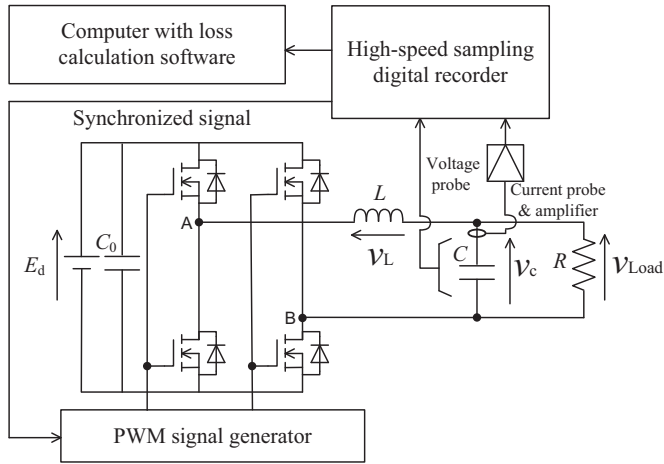 Computer with loss
calculation software
High-speed sampling
digital recorder
Synchronized signal
Voltage
probe
Current probe
& amplifier
A
L
vL
Ed
C0
C
vc
R
vLoad
B
PWM signal generator